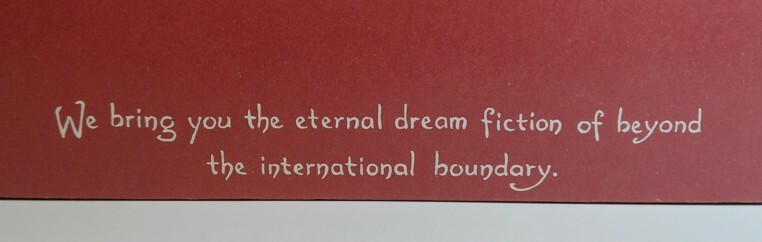 We bring you the eternal dream fiction of beyond
the international boundary.